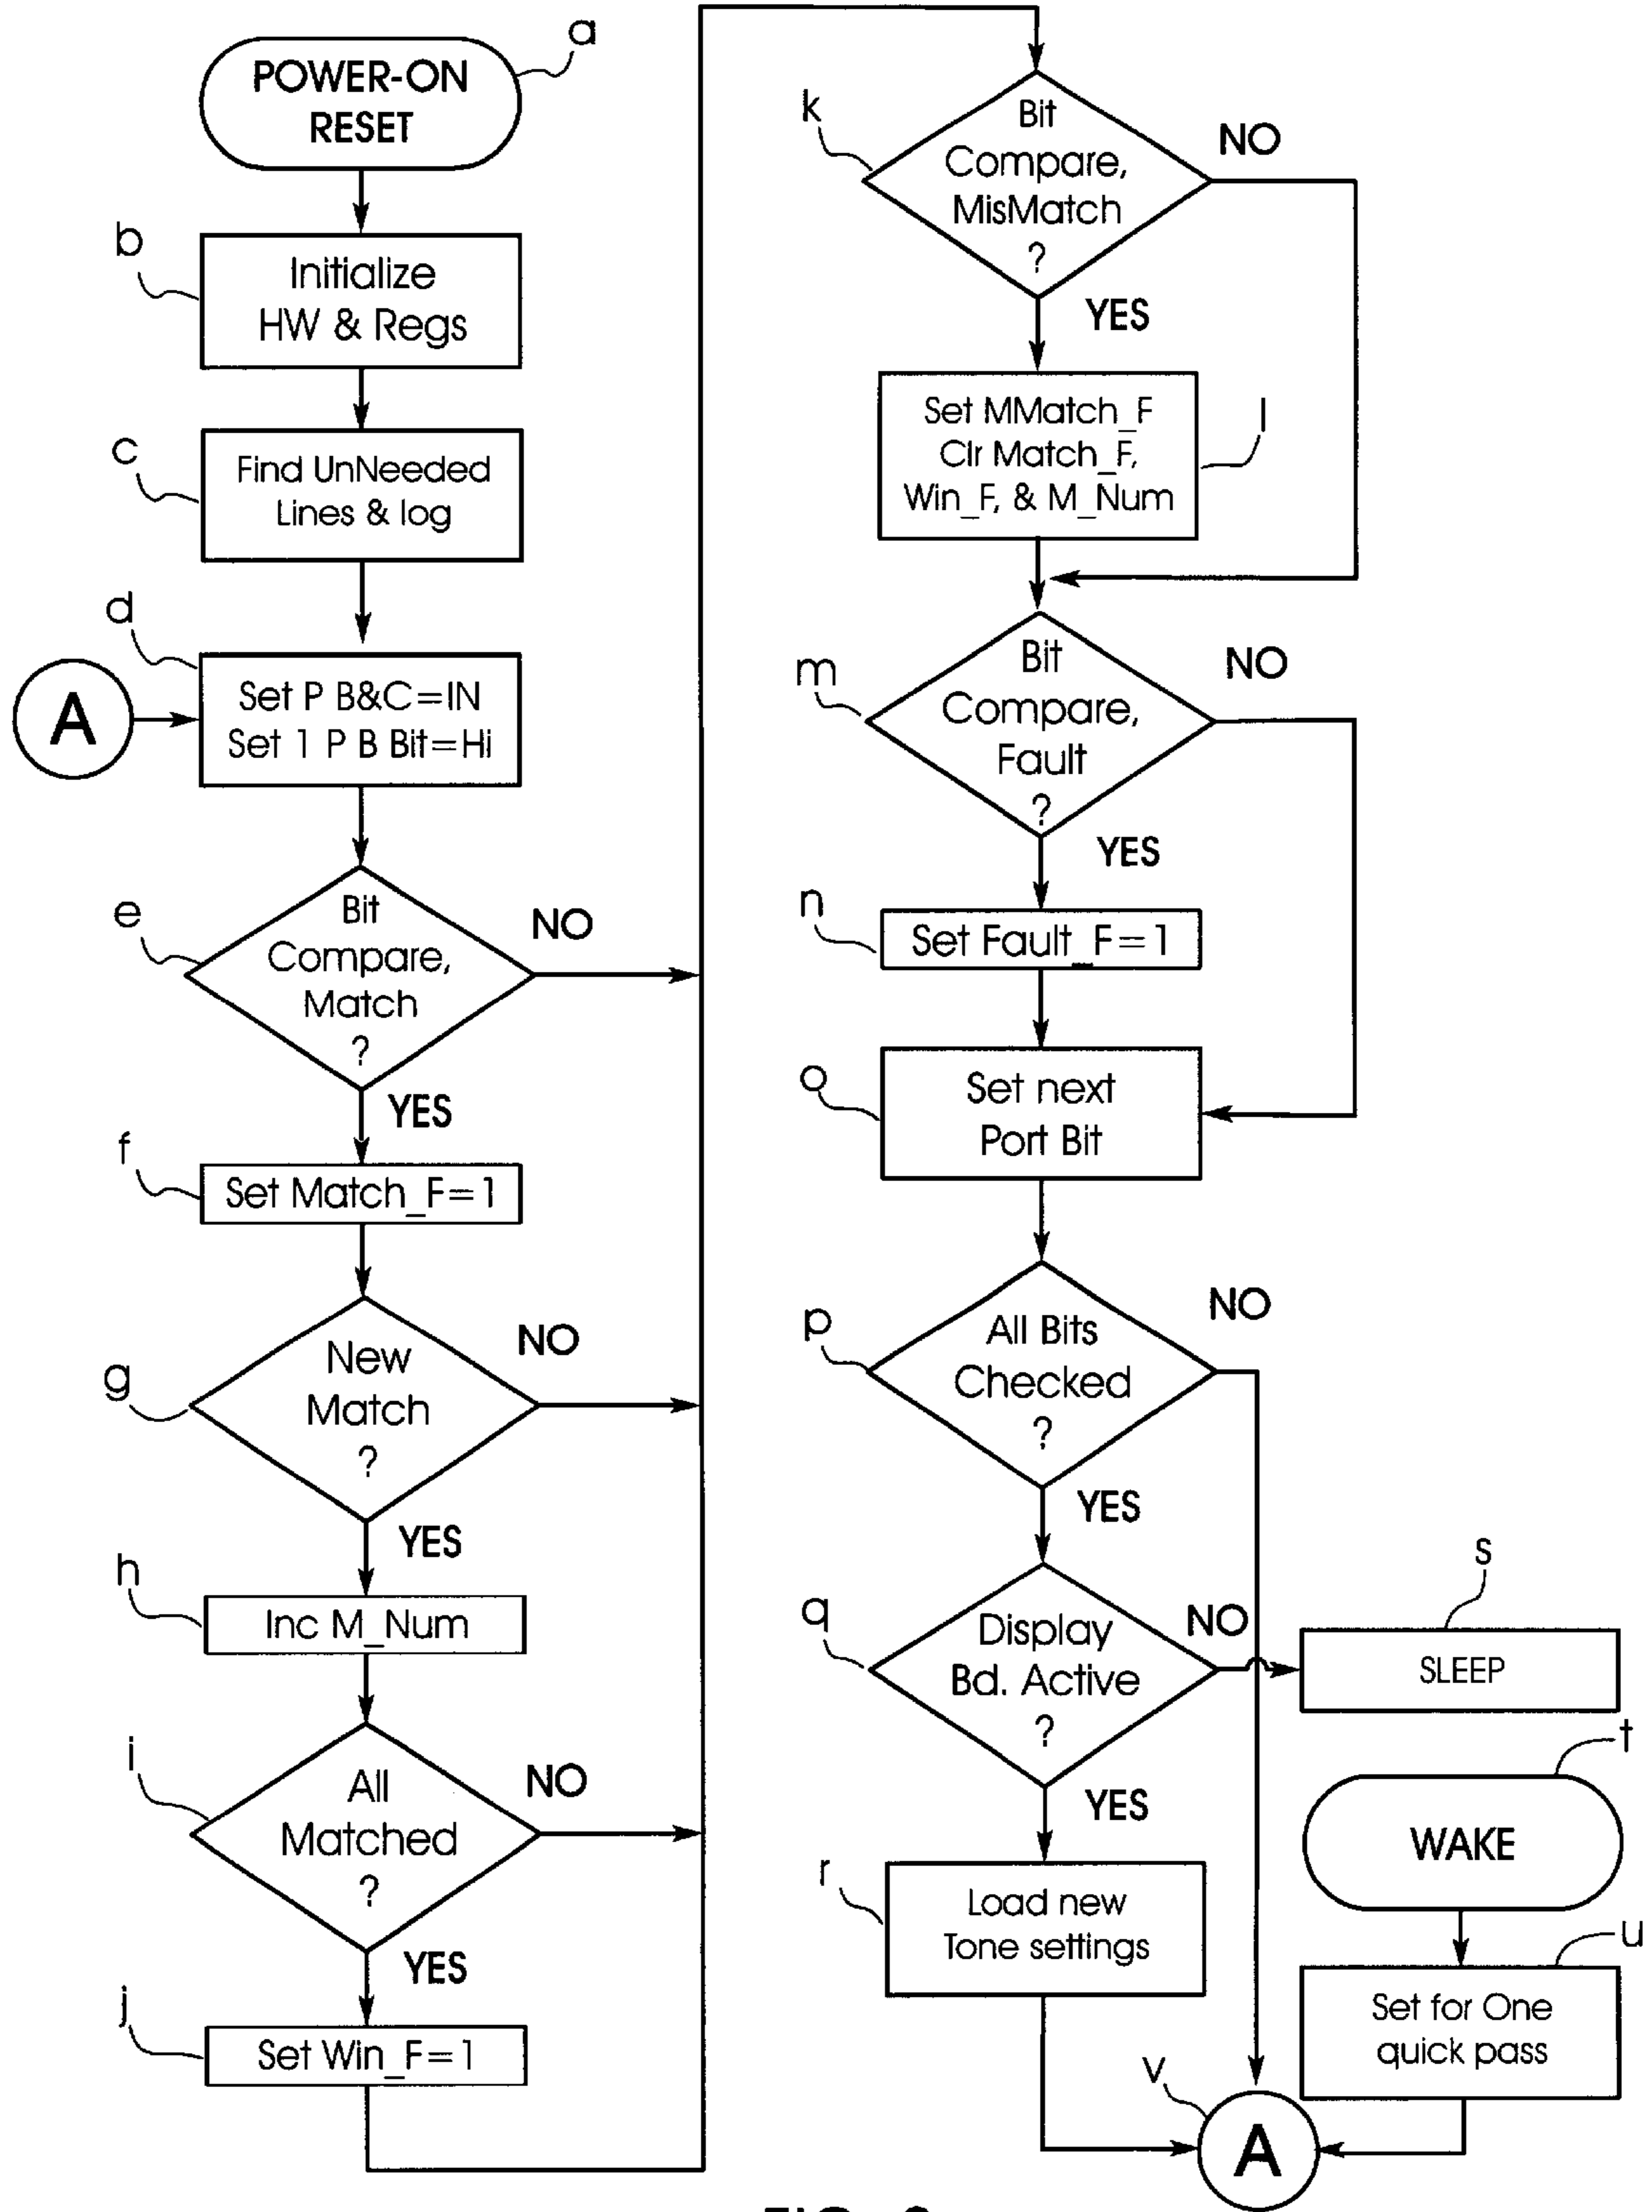 a
POWER-ON
RESET
b
Initialize
HW & Regs
c
Find UnNeeded
Lines & log
d
A
Set P B&C=IN
Set 1 P B Bit=Hi
e
Bit
Compare,
Match
?
NO
YES
f
Set Match_F=1
g
New
Match
?
NO
YES
h
Inc M_Num
i
All
Matched
?
NO
YES
j
Set Win_F=1
k
Bit
Compare,
MisMatch
?
NO
YES
l
Set MMatch_F
Clr Match_F,
Win_F, & M_Num
m
Bit
Compare,
Fault
?
NO
YES
n
Set Fault_F=1
o
Set next
Port Bit
p
All Bits
Checked
?
NO
YES
q
Display
Bd. Active
?
NO
YES
s
SLEEP
r
Load new
Tone settings
t
WAKE
u
Set for One
quick pass
v
A